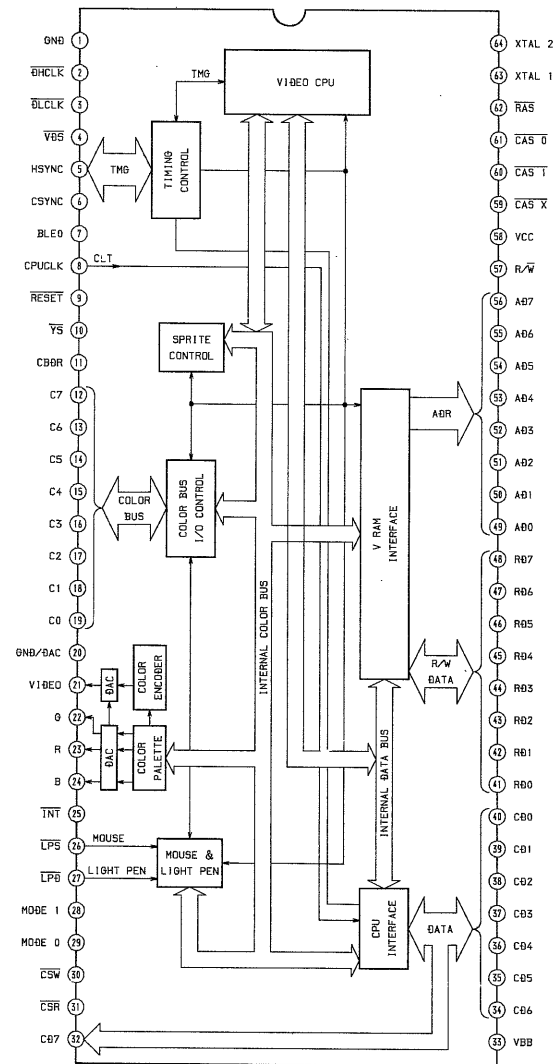 GND 1
DHCLK 2
DLCLK 3
VDS 4
HSYNC 5
CSYNC 6
BLEO 7
CPUCLK 8
RESET 9
YS 10
CBDR 11
C7 12
C6 13
C5 14
C4 15
C3 16
C2 17
C1 18
C0 19
GND/DAC 20
VIDEO 21
G 22
R 23
B 24
INT 25
LPS 26
LPD 27
MODE 1 28
MODE 0 29
CSW 30
CSR 31
CD7 32
TMG
VIDEO CPU
TMG
TIMING
CONTROL
CLT
SPRITE
CONTROL
COLOR
BUS
COLOR BUS
I/O CONTROL
INTERNAL COLOR BUS
V RAM
INTERFACE
ADR
R/W
DATA
DAC
COLOR
ENCODER
DAC
COLOR
PALETTE
INTERNAL DATA BUS
MOUSE
LIGHT PEN
MOUSE &
LIGHT PEN
CPU
INTERFACE
DATA
64 XTAL 2
63 XTAL 1
62 RAS
61 CAS 0
60 CAS 1
59 CAS X
58 VCC
57 R/W
56 AD7
55 AD6
54 AD5
53 AD4
52 AD3
51 AD2
50 AD1
49 AD0
48 RD7
47 RD6
46 RD5
45 RD4
44 RD3
43 RD2
42 RD1
41 RD0
40 CD0
39 CD1
38 CD2
37 CD3
36 CD4
35 CD5
34 CD6
33 VBB